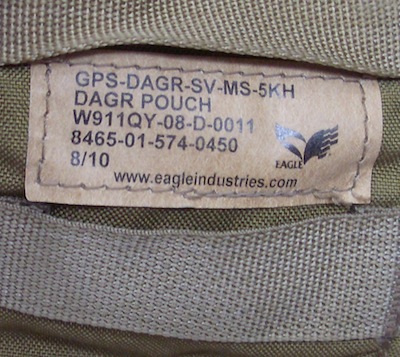 GPS-DAGR-SV-MS-5KH
DAGR POUCH
W911QY-08-D-0011
8465-01-574-0450
8/10
EAGLE
www.eagleindustries.com